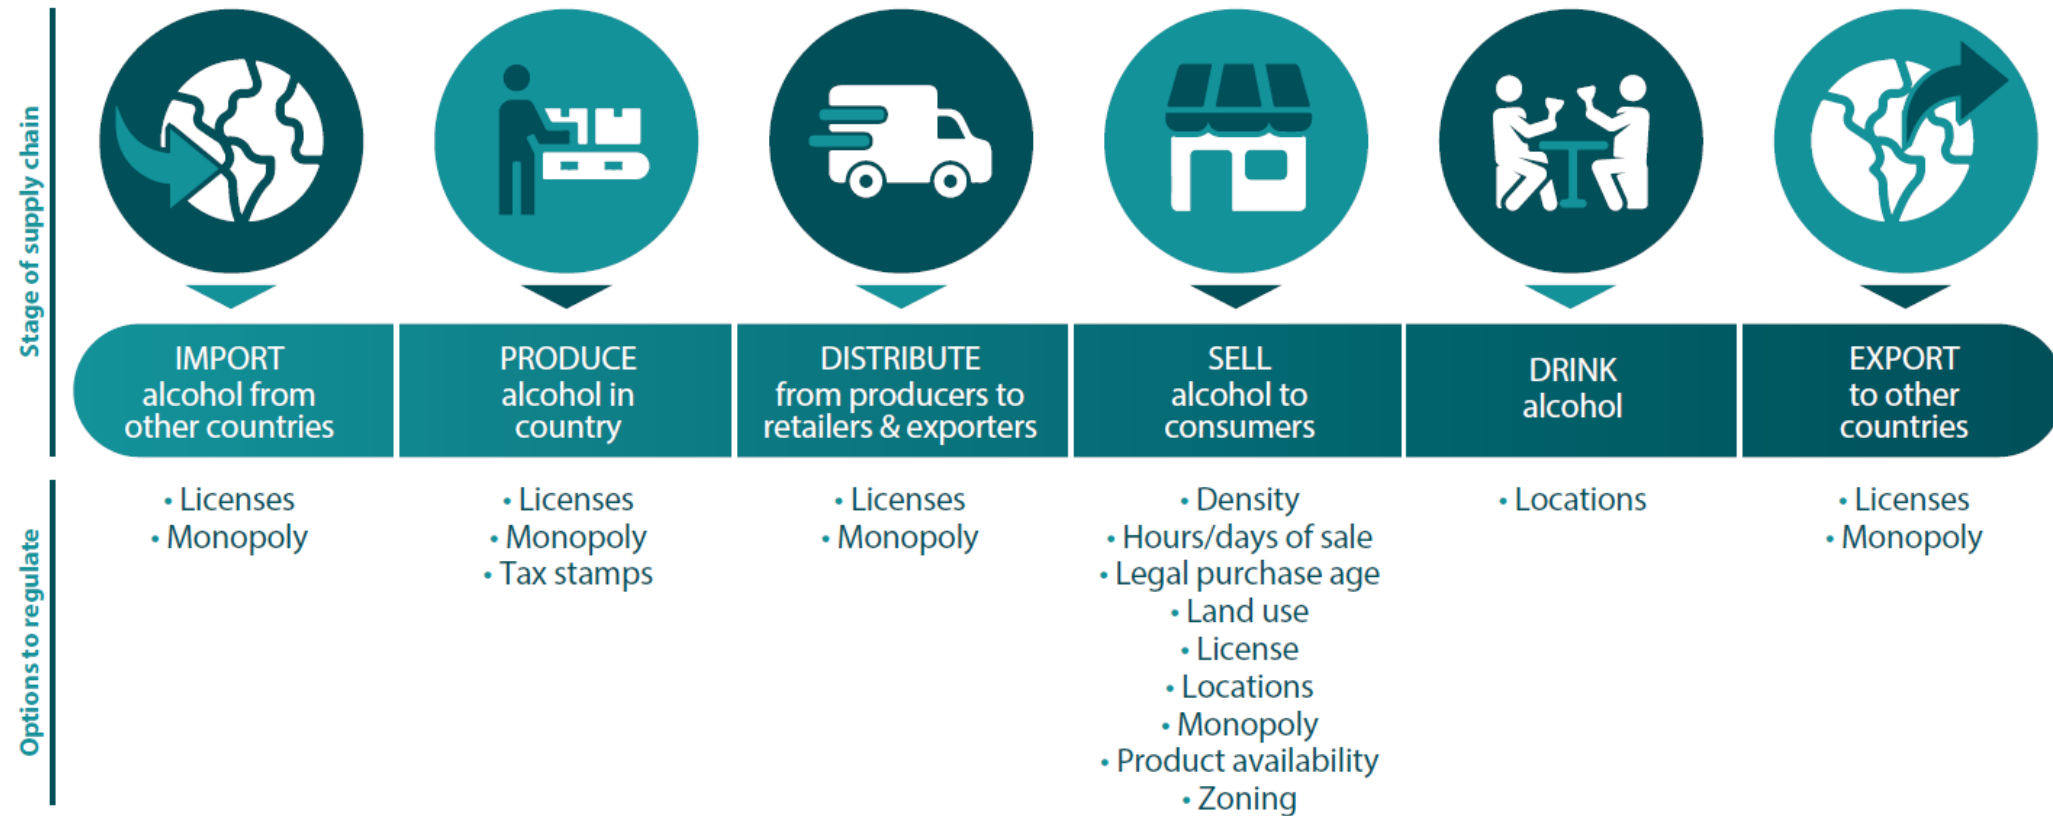 Stage of supply chain
IMPORT
alcohol from
other countries
PRODUCE
alcohol in
country
DISTRIBUTE
from producers to
retailers & exporters
SELL
alcohol to
consumers
DRINK
alcohol
EXPORT
to other
countries
Options to regulate
• Licenses
• Monopoly
• Licenses
• Monopoly
• Tax stamps
• Licenses
• Monopoly
• Density
• Hours/days of sale
• Legal purchase age
• Land use
• License
• Locations
• Monopoly
• Product availability
• Zoning
• Locations
• Licenses
• Monopoly